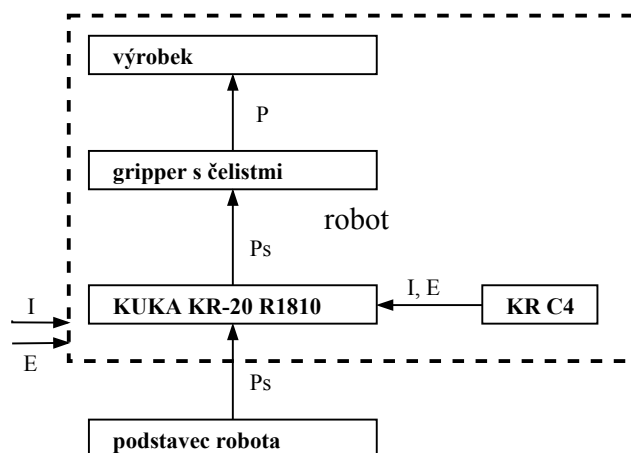 výrobek
P
gripper s čelistmi
robot
Ps
I, E
KUKA KR-20 R1810
KR C4
I
E
Ps
podstavec robota